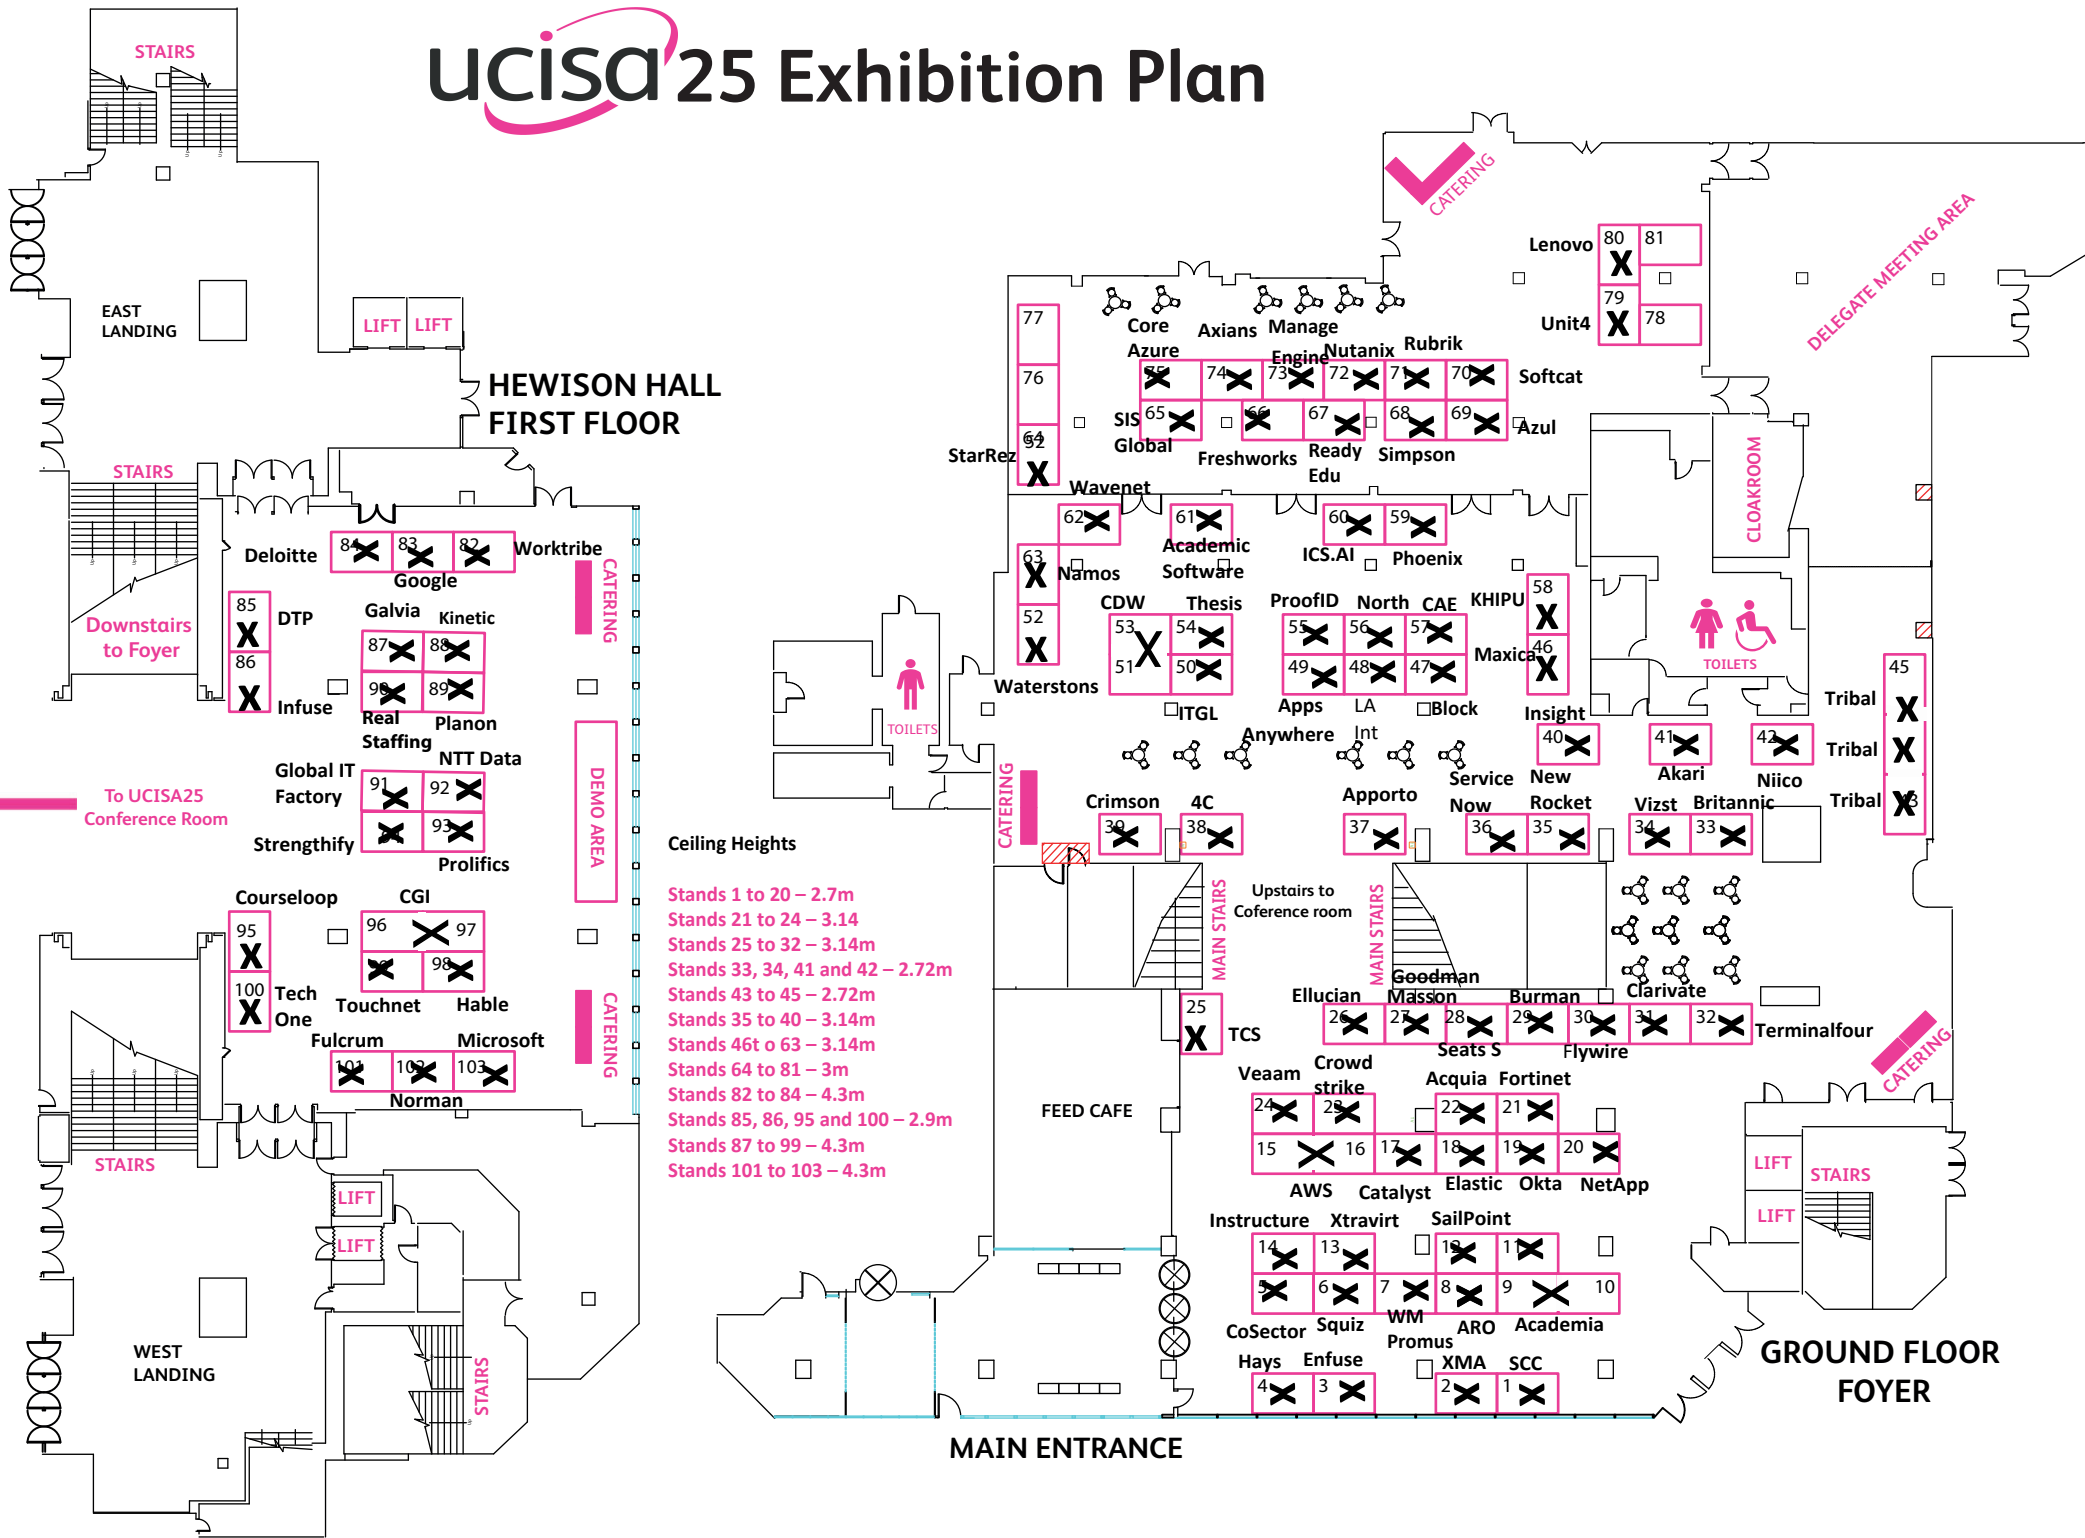 ucisa 25 Exhibition Plan
STAIRS
EAST
LANDING
LIFT
LIFT
HEWISON HALL
FIRST FLOOR
STAIRS
Downstairs
to Foyer
Deloitte
84
83
82
Worktribe
Google
CATERING
85
DTP
86
Infuse
Galvia
Kinetic
87
88
90
89
Real
Staffing
Planon
NTT Data
Global IT
Factory
91
92
93
Strengthify
Prolifics
DEMO AREA
To UCISA25
Conference Room
Courseloop
CGI
95
96
97
98
100
Tech
One
Touchnet
Hable
Fulcrum
Microsoft
101
102
103
Norman
CATERING
STAIRS
LIFT
LIFT
STAIRS
WEST
LANDING
Ceiling Heights
Stands 1 to 20 – 2.7m
Stands 21 to 24 – 3.14
Stands 25 to 32 – 3.14m
Stands 33, 34, 41 and 42 – 2.72m
Stands 43 to 45 – 2.72m
Stands 35 to 40 – 3.14m
Stands 46t o 63 – 3.14m
Stands 64 to 81 – 3m
Stands 82 to 84 – 4.3m
Stands 85, 86, 95 and 100 – 2.9m
Stands 87 to 99 – 4.3m
Stands 101 to 103 – 4.3m
CATERING
DELEGATE MEETING AREA
Lenovo
80
81
79
78
Unit4
77
76
64
52
StarRez
Core
Azure
Axians
Manage
Engine
Nutanix
Rubrik
75
74
73
72
71
70
Softcat
SIS
Global
65
66
67
68
69
Azul
Freshworks
Ready
Edu
Simpson
Wavenet
62
61
60
59
Academic
Software
ICS.AI
Phoenix
63
Namos
52
Waterstons
CDW
Thesis
53
54
51
50
ITGL
ProofID
North
CAE
55
56
57
49
48
47
Apps
Anywhere
LA
Int
Block
KHIPU
58
Maxica
46
CLOAKROOM
TOILETS
TOILETS
Insight
40
41
42
New
Rocket
Akari
Niico
45
Tribal
Tribal
Tribal
43
CATERING
Crimson
4C
39
38
Apporto
37
Service
Now
36
35
Vizst
Britannic
34
33
MAIN STAIRS
Upstairs to
Coference room
MAIN STAIRS
25
TCS
Ellucian
Goodman
Masson
Burman
Clarivate
26
27
28
29
30
31
32
Terminalfour
Seats S
Flywire
CATERING
FEED CAFE
Veaam
Crowd
strike
Acquia
Fortinet
24
23
22
21
15
16
17
18
19
20
AWS
Catalyst
Elastic
Okta
NetApp
Instructure
Xtravirt
SailPoint
14
13
12
11
5
6
7
8
9
10
CoSector
Squiz
WM
Promus
ARO
Academia
Hays
Enfuse
XMA
SCC
4
3
2
1
LIFT
LIFT
STAIRS
GROUND FLOOR
FOYER
MAIN ENTRANCE